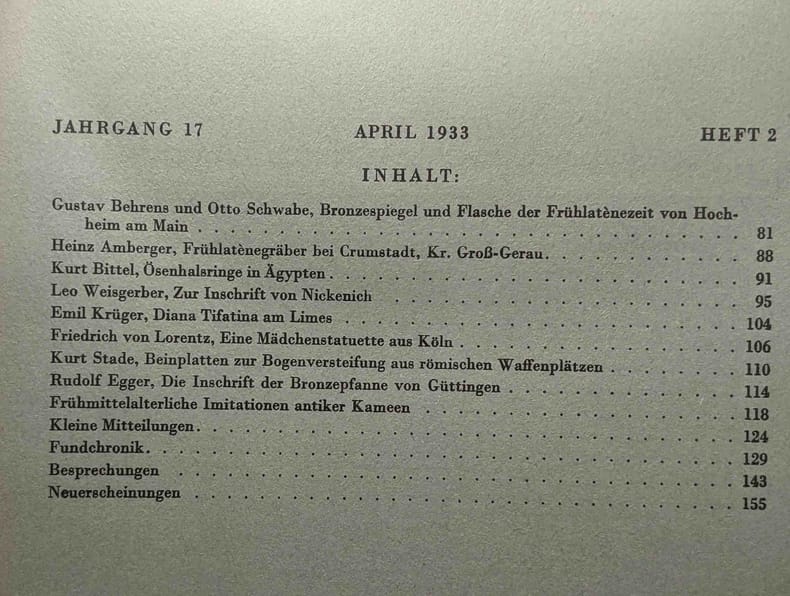 JAHRGANG 17 APRIL 1933 HEFT 2
INHALT:
Gustav Behrens und Otto Schwabe, Bronzespiegel und Flasche der Frühlatènezeit von Hoch-
heim am Main . . . . . . . . . . . . . . . . . . . . . . . . . . 81
Heinz Amberger, Frühlatènegräber bei Crumstadt, Kr. Groß-Gerau. . . . . . . . . . 88
Kurt Bittel, Ösenhalsringe in Ägypten . . . . . . . . . . . . . . . . . . . . 91
Leo Weisgerber, Zur Inschrift von Nickenich . . . . . . . . . . . . . . . . . 95
Emil Krüger, Diana Tifatina am Limes . . . . . . . . . . . . . . . . . . . 104
Friedrich von Lorentz, Eine Mädchenstatuette aus Köln . . . . . . . . . . . . . 106
Kurt Stade, Beinplatten zur Bogenversteifung aus römischen Waffenplätzen . . . . . . 110
Rudolf Egger, Die Inschrift der Bronzepfanne von Güttingen . . . . . . . . . . . 114
Frühmittelalterliche Imitationen antiker Kameen . . . . . . . . . . . . . . . 118
Kleine Mitteilungen. . . . . . . . . . . . . . . . . . . . . . . . . . 124
Fundchronik. . . . . . . . . . . . . . . . . . . . . . . . . . . . . 129
Besprechungen . . . . . . . . . . . . . . . . . . . . . . . . . . . 143
Neuerscheinungen . . . . . . . . . . . . . . . . . . . . . . . . . . 155